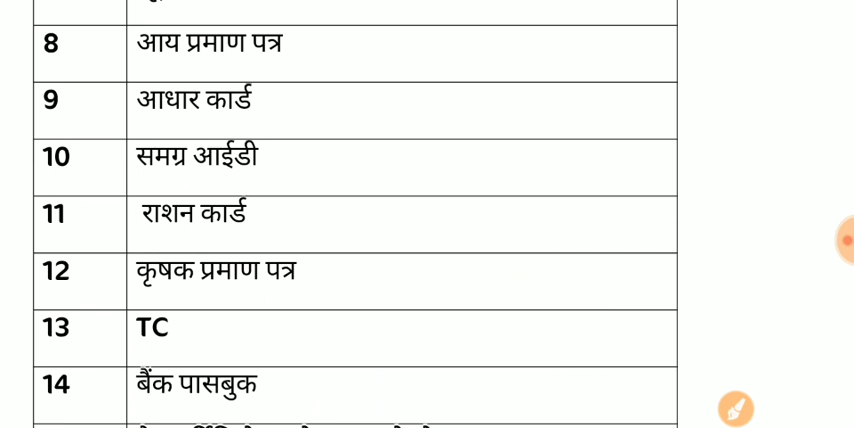 8 आय प्रमाण पत्र
9 आधार कार्ड
10 समग्र आईडी
11 राशन कार्ड
12 कृषक प्रमाण पत्र
13 TC
14 बैंक पासबुक